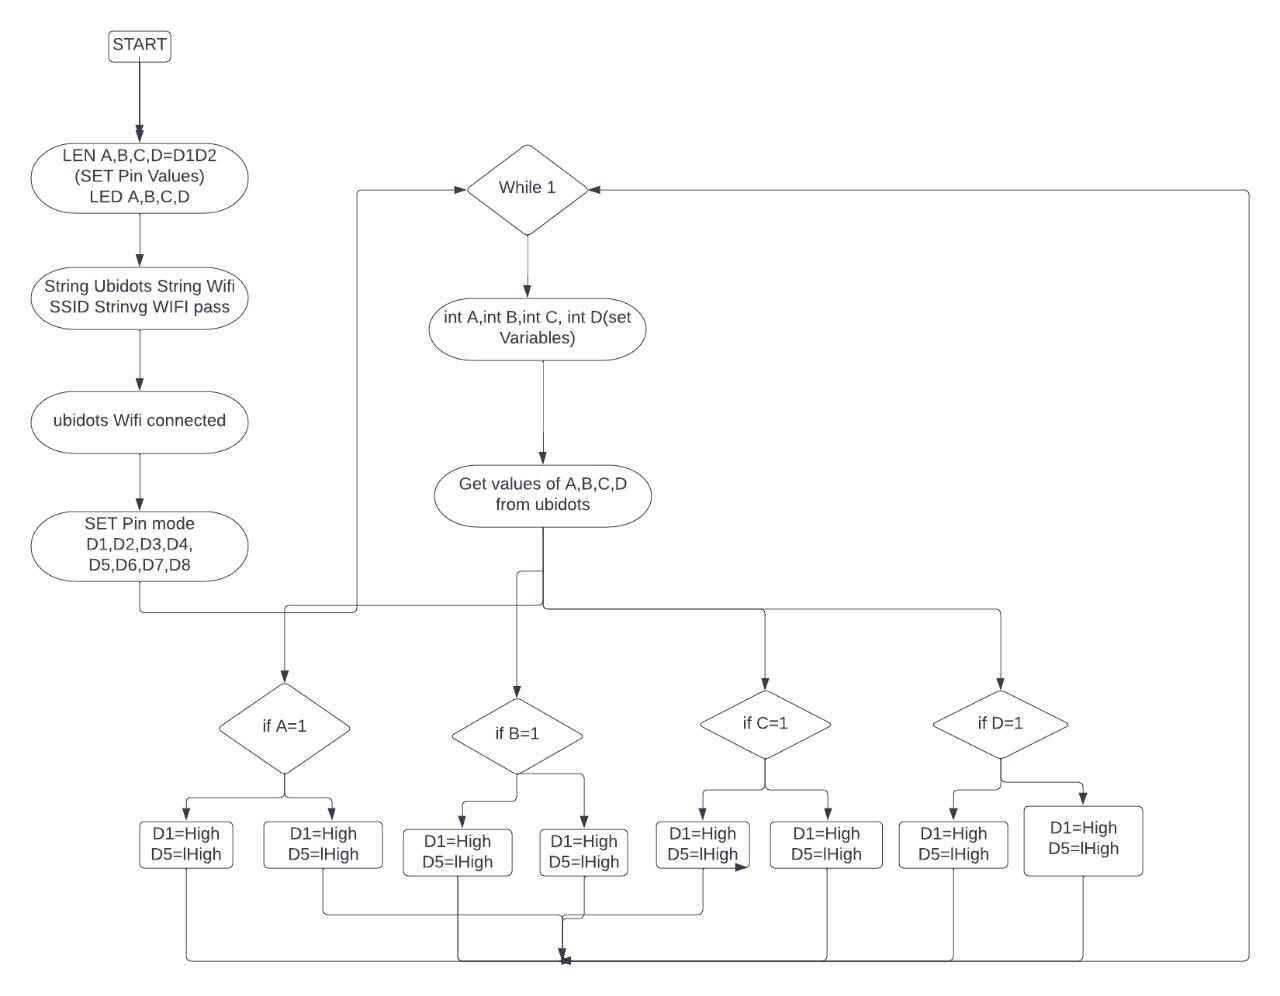 START
LEN A,B,C,D=D1D2
(SET Pin Values)
LED A,B,C,D
String Ubidots String Wifi
SSID Strinvg WIFI pass
ubidots Wifi connected
SET Pin mode
D1,D2,D3,D4,
D5,D6,D7,D8
While 1
int A,int B,int C, int D(set
Variables)
Get values of A,B,C,D
from ubidots
if A=1
if B=1
if C=1
if D=1
D1=High
D5=lHigh
D1=High
D5=lHigh
D1=High
D5=lHigh
D1=High
D5=lHigh
D1=High
D5=lHigh
D1=High
D5=lHigh
D1=High
D5=lHigh
D1=High
D5=lHigh